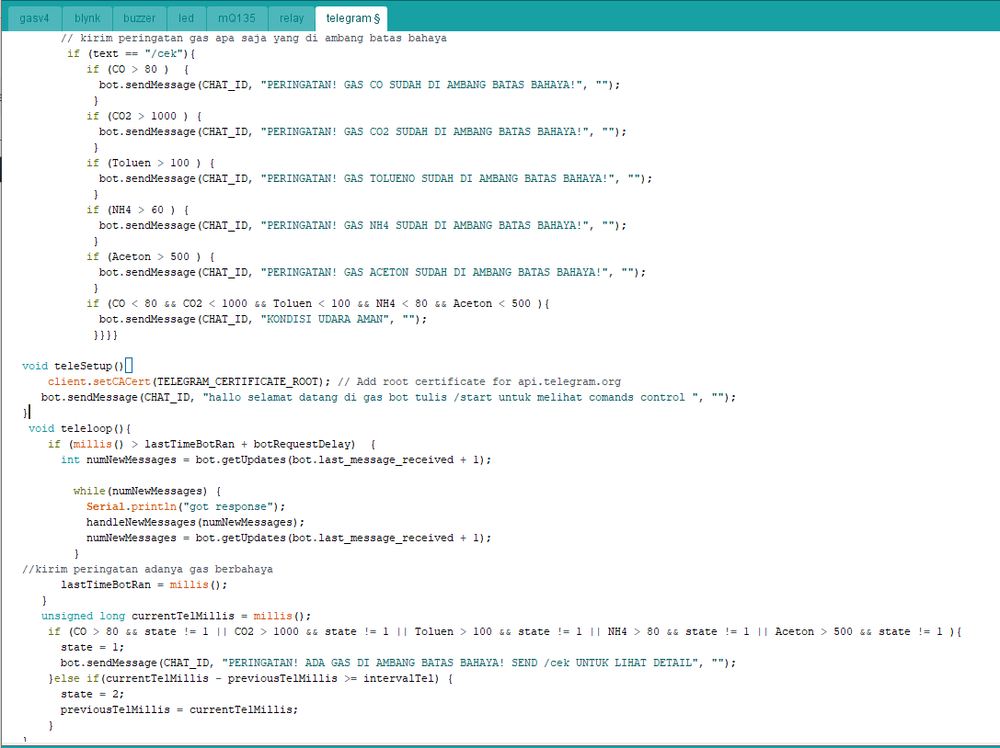 gasv4 blynk buzzer led mQ135 relay telegram §
// kirim peringatan gas apa saja yang di ambang batas bahaya
if (text == "/cek"){
if (CO > 80 ) {
bot.sendMessage(CHAT_ID, "PERINGATAN! GAS CO SUDAH DI AMBANG BATAS BAHAYA!", "");
}
if (CO2 > 1000 ) {
bot.sendMessage(CHAT_ID, "PERINGATAN! GAS CO2 SUDAH DI AMBANG BATAS BAHAYA!", "");
}
if (Toluen > 100 ) {
bot.sendMessage(CHAT_ID, "PERINGATAN! GAS TOLUENO SUDAH DI AMBANG BATAS BAHAYA!", "");
}
if (NH4 > 60 ) {
bot.sendMessage(CHAT_ID, "PERINGATAN! GAS NH4 SUDAH DI AMBANG BATAS BAHAYA!", "");
}
if (Aceton > 500 ) {
bot.sendMessage(CHAT_ID, "PERINGATAN! GAS ACETON SUDAH DI AMBANG BATAS BAHAYA!", "");
}
if (CO < 80 && CO2 < 1000 && Toluen < 100 && NH4 < 80 && Aceton < 500 ){
bot.sendMessage(CHAT_ID, "KONDISI UDARA AMAN", "");
}}}}
void teleSetup(){
client.setCACert(TELEGRAM_CERTIFICATE_ROOT); // Add root certificate for api.telegram.org
bot.sendMessage(CHAT_ID, "hallo selamat datang di gas bot tulis /start untuk melihat comands control ", "");
}
void teleloop(){
if (millis() > lastTimeBotRan + botRequestDelay) {
int numNewMessages = bot.getUpdates(bot.last_message_received + 1);
while(numNewMessages) {
Serial.println("got response");
handleNewMessages(numNewMessages);
numNewMessages = bot.getUpdates(bot.last_message_received + 1);
}
//kirim peringatan adanya gas berbahaya
lastTimeBotRan = millis();
}
unsigned long currentTelMillis = millis();
if (CO > 80 && state != 1 || CO2 > 1000 && state != 1 || Toluen > 100 && state != 1 || NH4 > 80 && state != 1 || Aceton > 500 && state != 1 ){
state = 1;
bot.sendMessage(CHAT_ID, "PERINGATAN! ADA GAS DI AMBANG BATAS BAHAYA! SEND /cek UNTUK LIHAT DETAIL", "");
}else if(currentTelMillis - previousTelMillis >= intervalTel) {
state = 2;
previousTelMillis = currentTelMillis;
}
}